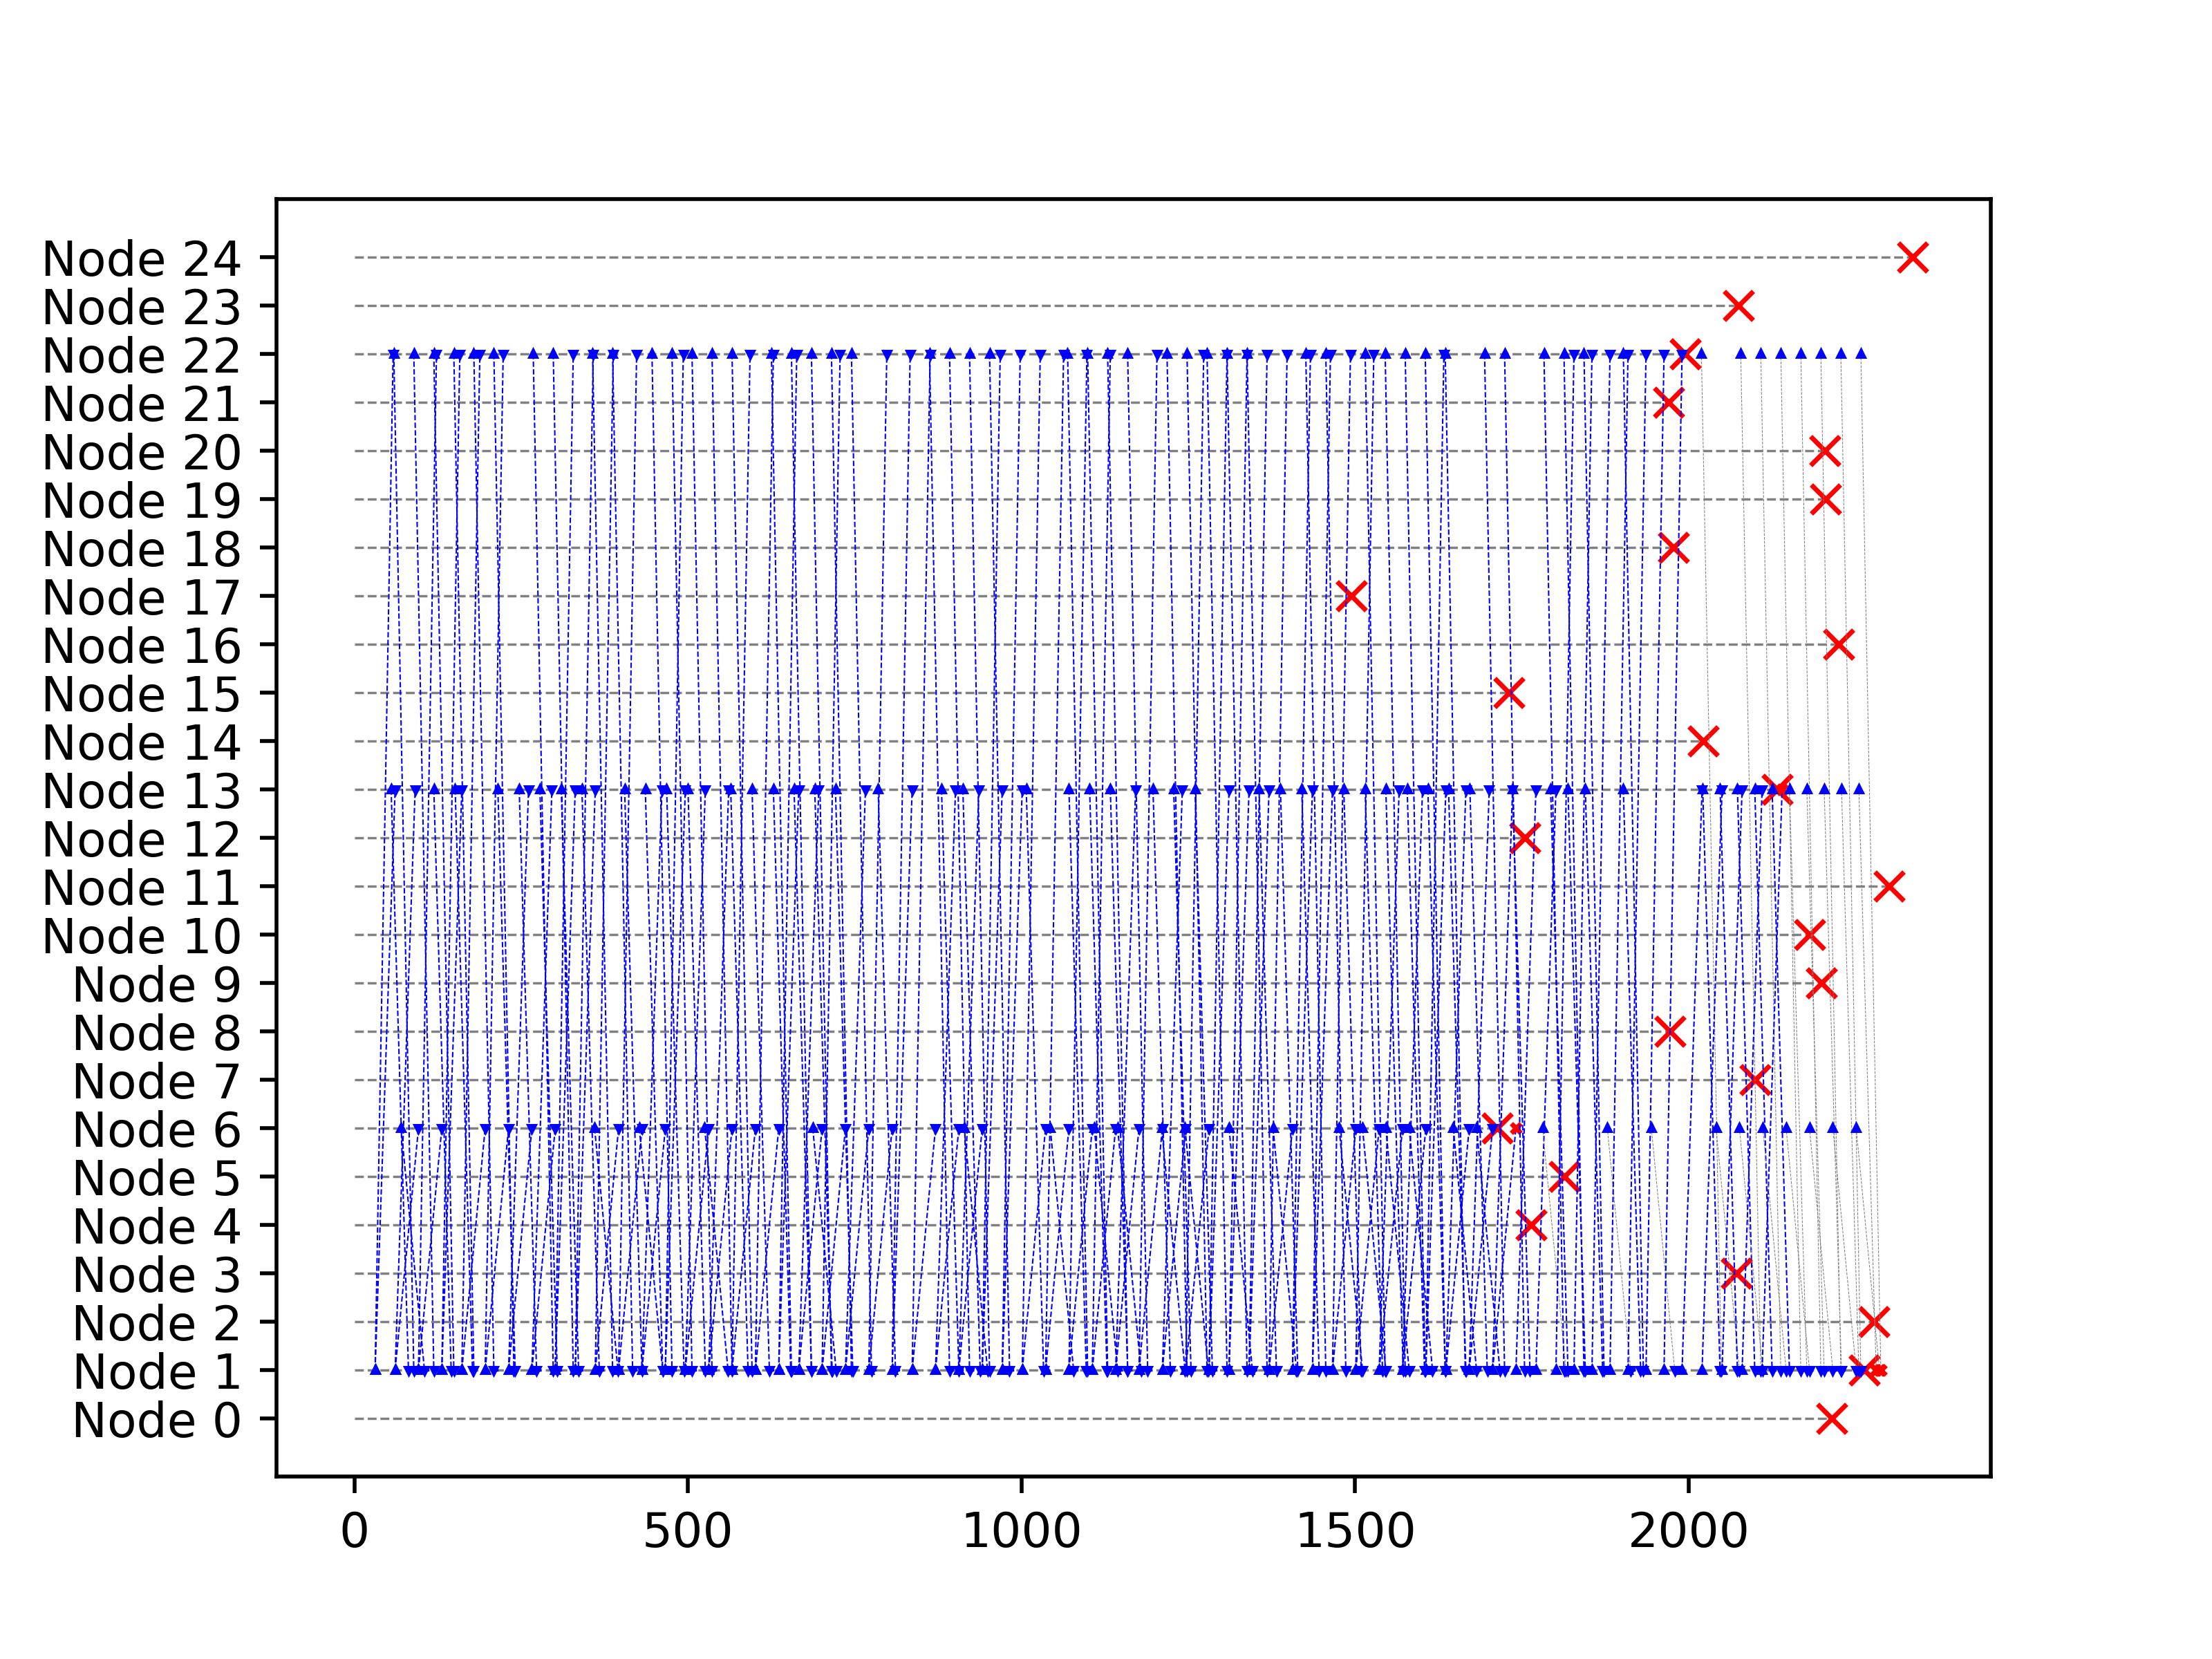 Node 24
Node 23
Node 22
Node 21
Node 20
Node 19
Node 18
Node 17
Node 16
Node 15
Node 14
Node 13
Node 12
Node 11
Node 10
Node 9
Node 8
Node 7
Node 6
Node 5
Node 4
Node 3
Node 2
Node 1
Node 0
0 500 1000 1500 2000